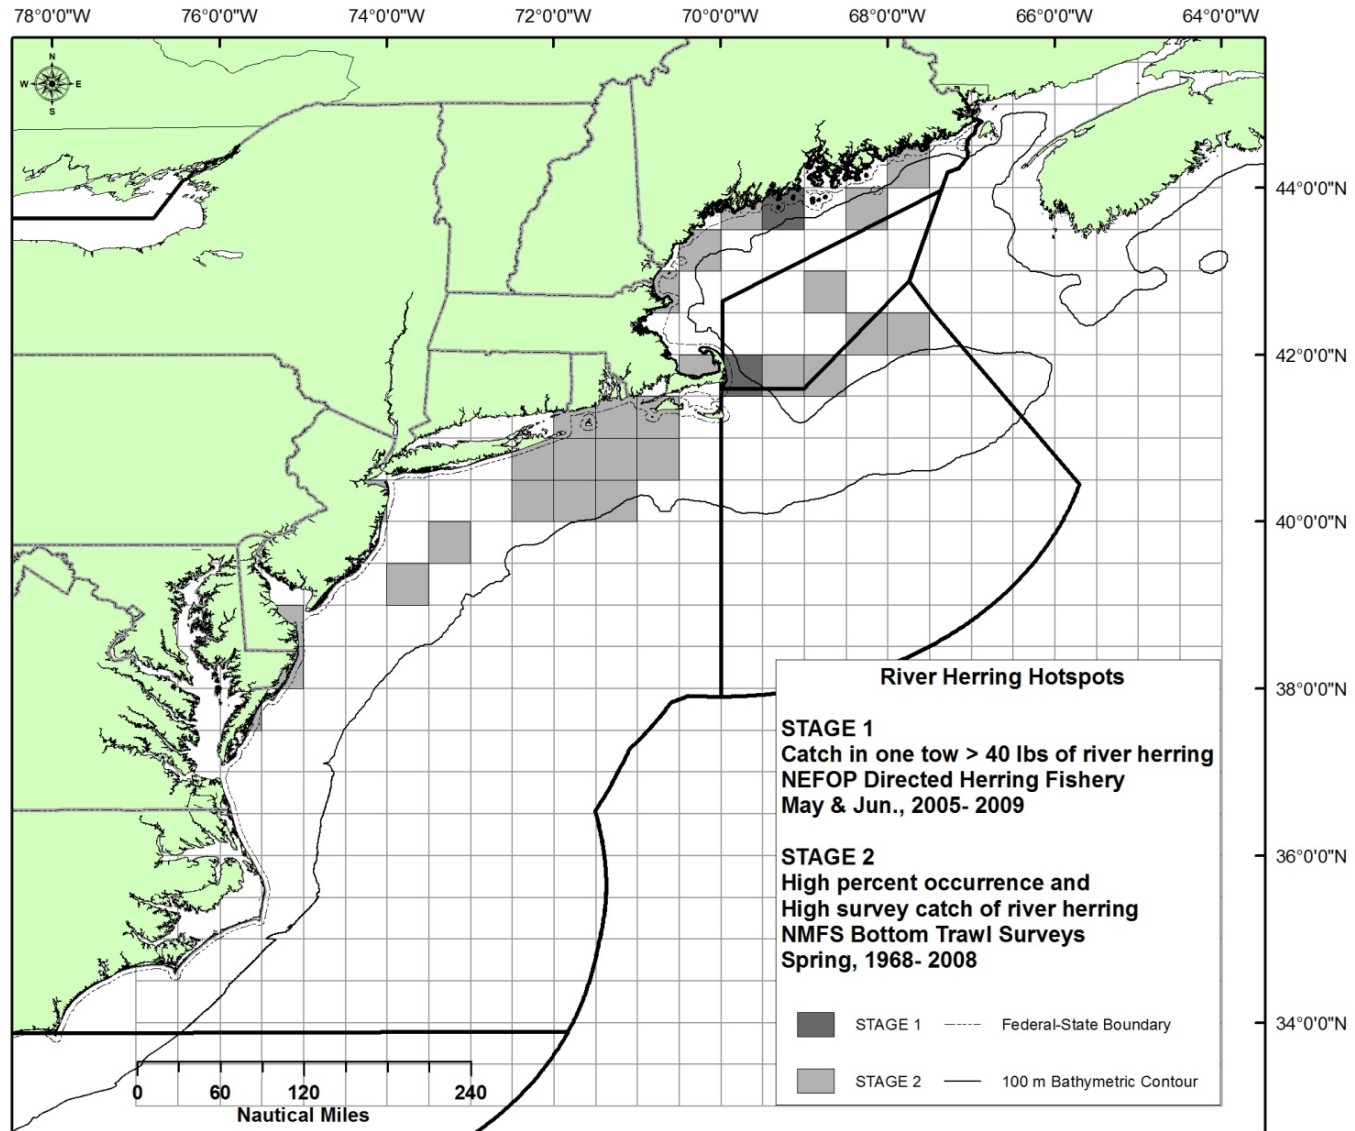 78°0'0"W 76°0'0"W 74°0'0"W 72°0'0"W 70°0'0"W 68°0'0"W 66°0'0"W 64°0'0"W
N
W E
S
44°0'0"N
42°0'0"N
40°0'0"N
38°0'0"N
36°0'0"N
34°0'0"N
River Herring Hotspots
STAGE 1
Catch in one tow > 40 lbs of river herring
NEFOP Directed Herring Fishery
May & Jun., 2005- 2009
STAGE 2
High percent occurrence and
High survey catch of river herring
NMFS Bottom Trawl Surveys
Spring, 1968- 2008
STAGE 1 Federal-State Boundary
STAGE 2 100 m Bathymetric Contour
0 60 120 240
Nautical Miles